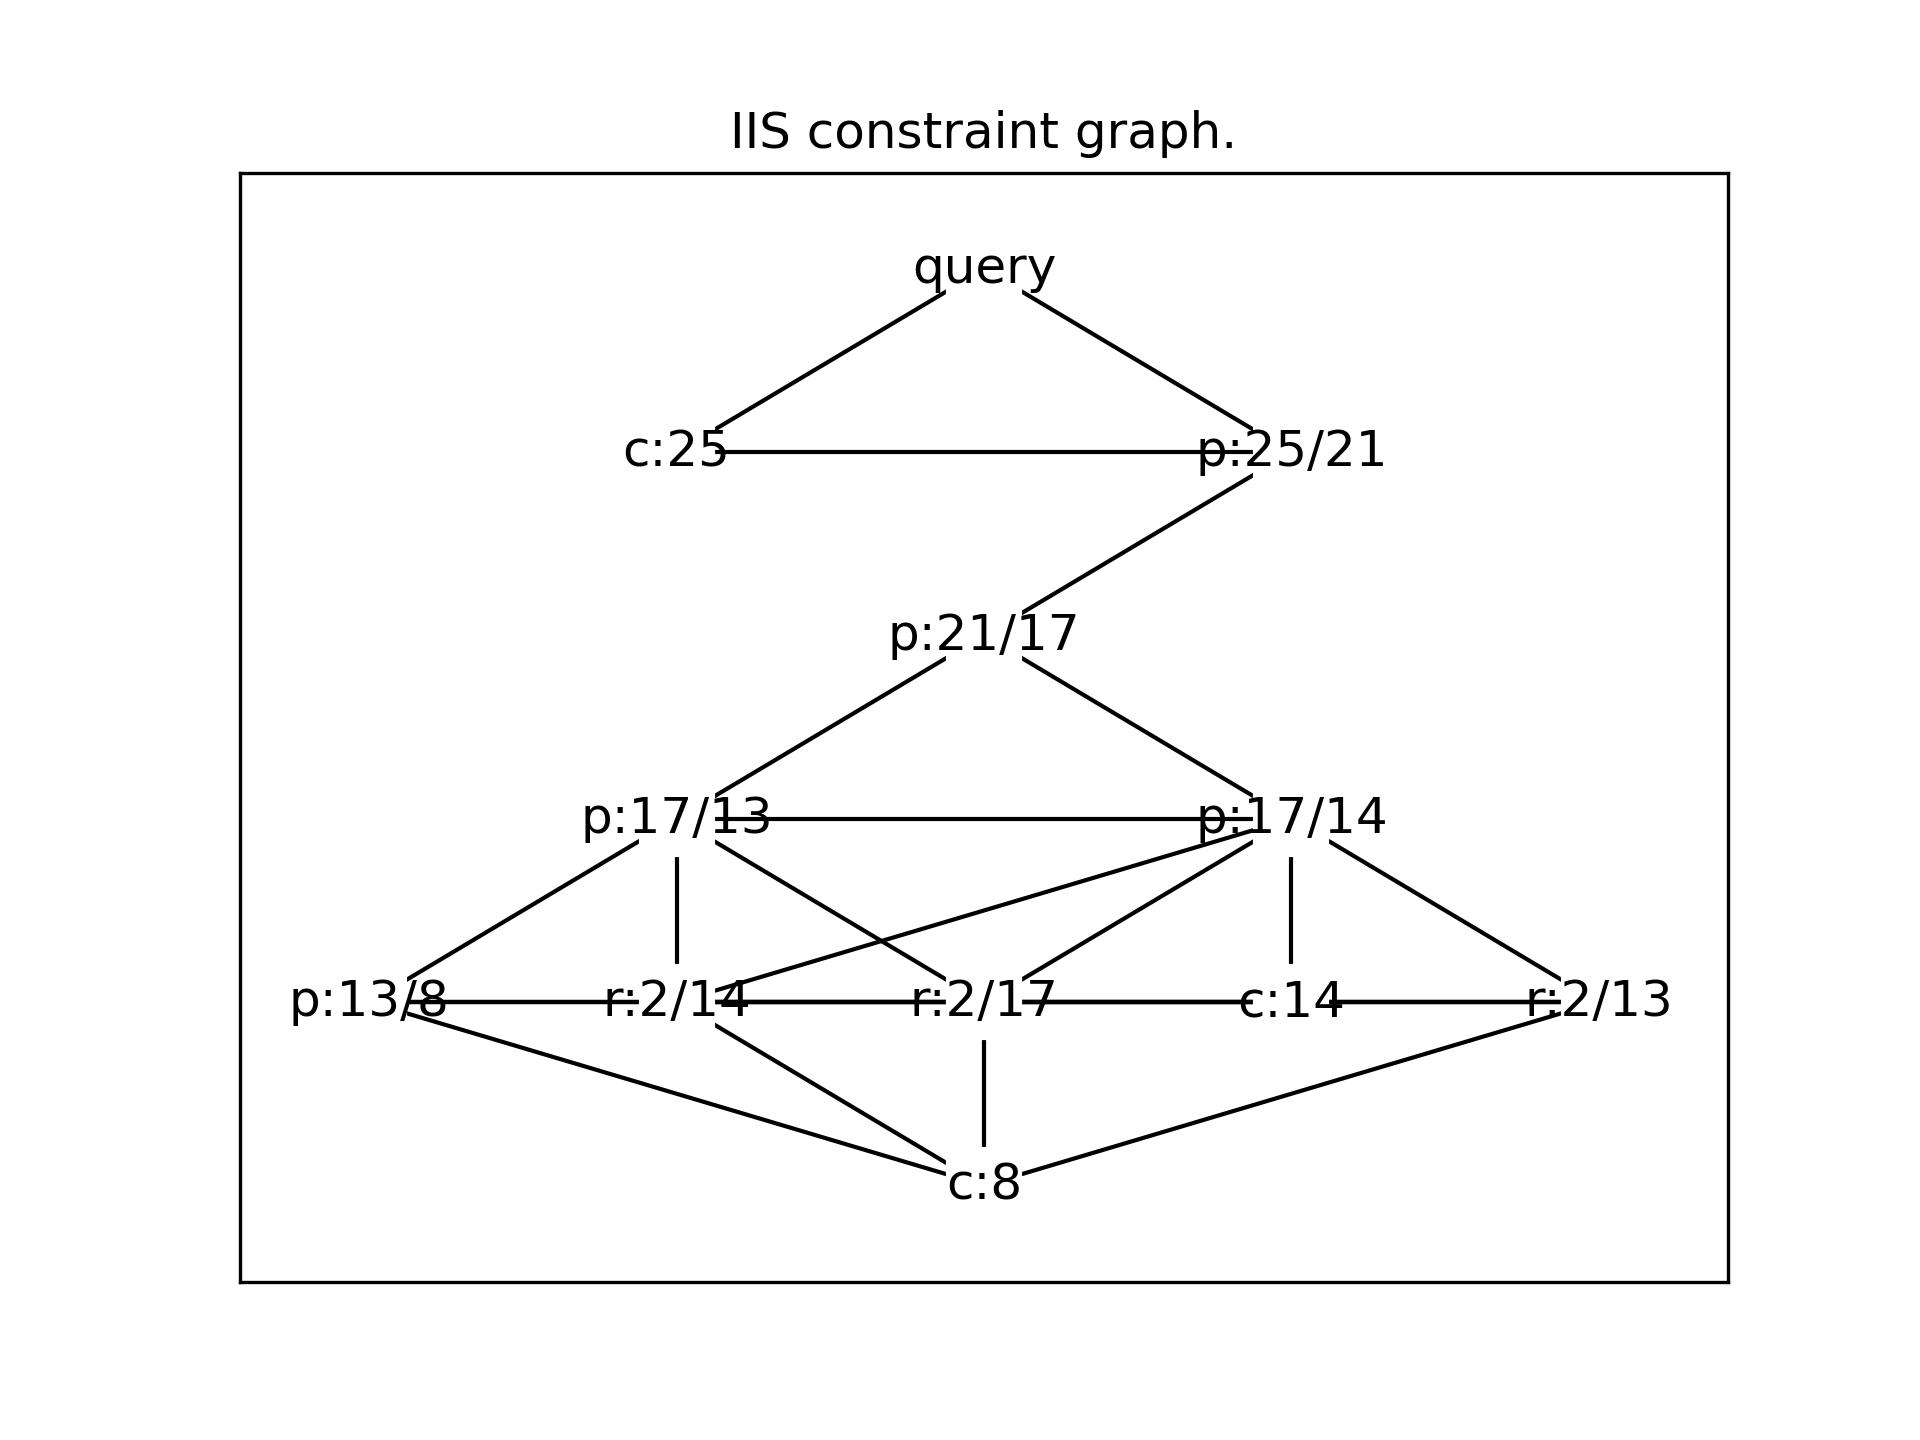 IIS constraint graph.
query
c:25 p:25/21
p:21/17
p:17/13 p:17/14
p:13/8 r:2/14 r:2/17 c:14 r:2/13
c:8